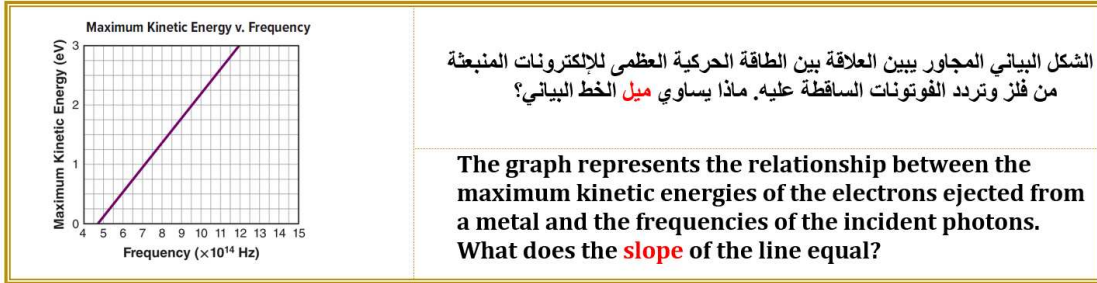 Maximum Kinetic Energy v. Frequency
Maximum Kinetic Energy (eV)
3
2
1
0
4 5 6 7 8 9 10 11 12 13 14 15
Frequency (×10¹⁴ Hz)
الشكل البياني المجاور يبين العلاقة بين الطاقة الحركية العظمى للإلكترونات المنبعثة
من فلز وتردد الفوتونات الساقطة عليه. ماذا يساوي ميل الخط البياني؟
The graph represents the relationship between the
maximum kinetic energies of the electrons ejected from
a metal and the frequencies of the incident photons.
What does the slope of the line equal?